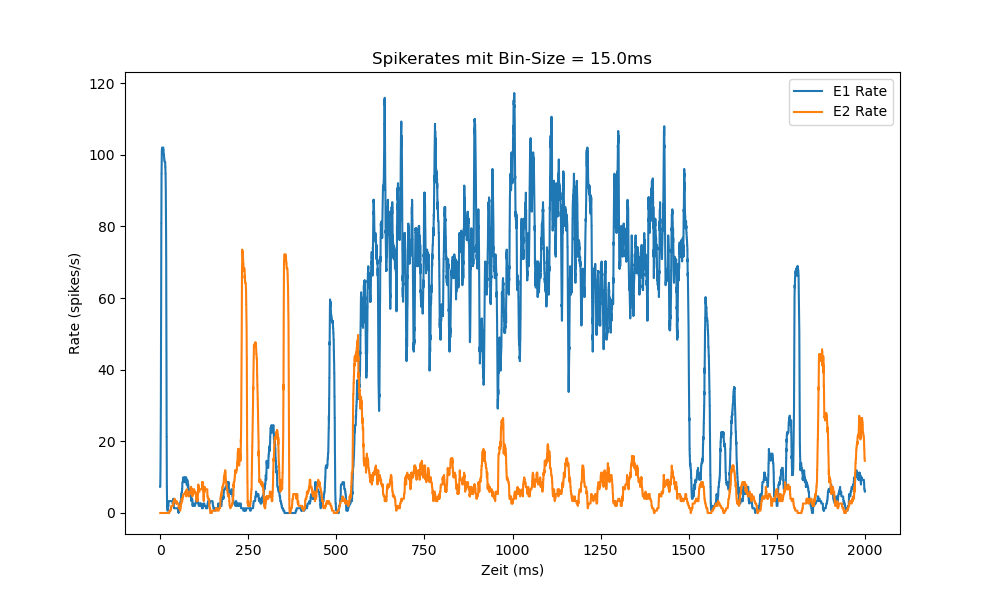 Spikerates mit Bin-Size = 15.0ms
E1 Rate
E2 Rate
120
100
80
60
40
20
0
Rate (spikes/s)
0 250 500 750 1000 1250 1500 1750 2000
Zeit (ms)